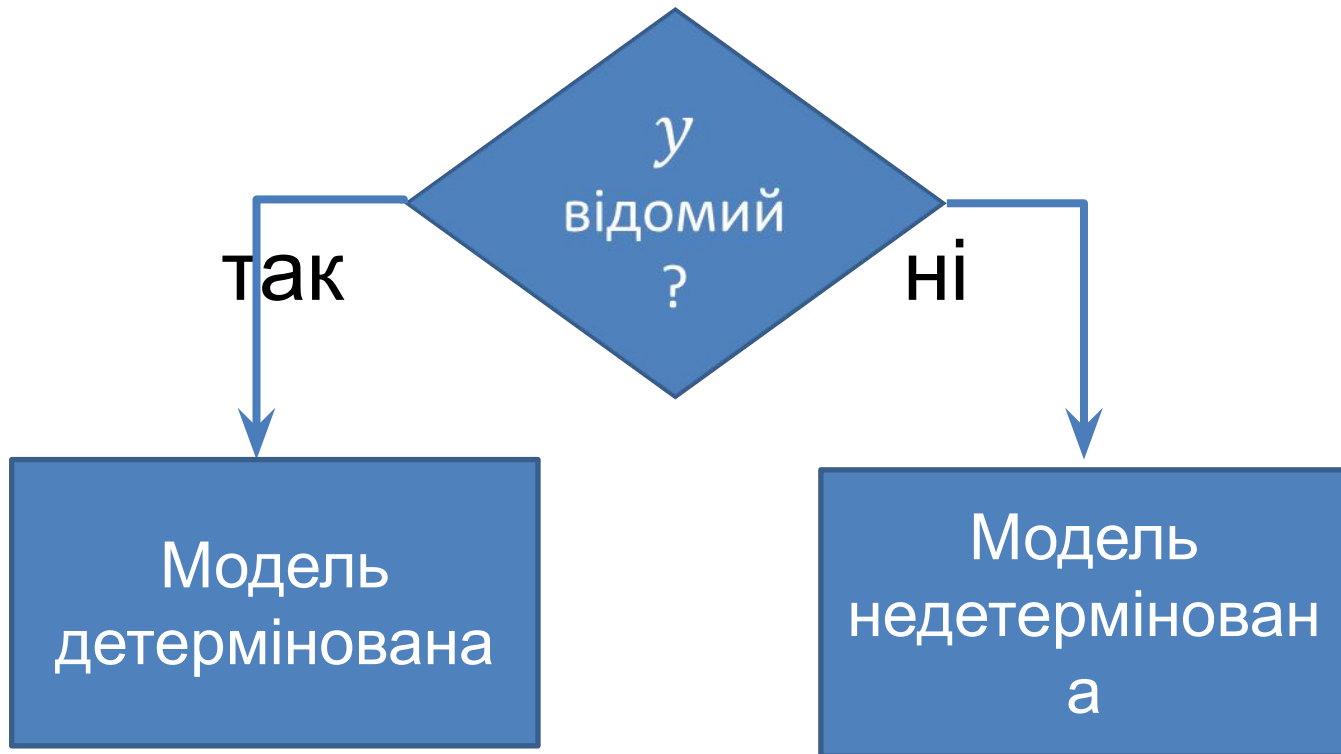 y
відомий
?
так
ні
Модель
детермінована
Модель
недетермінован
а